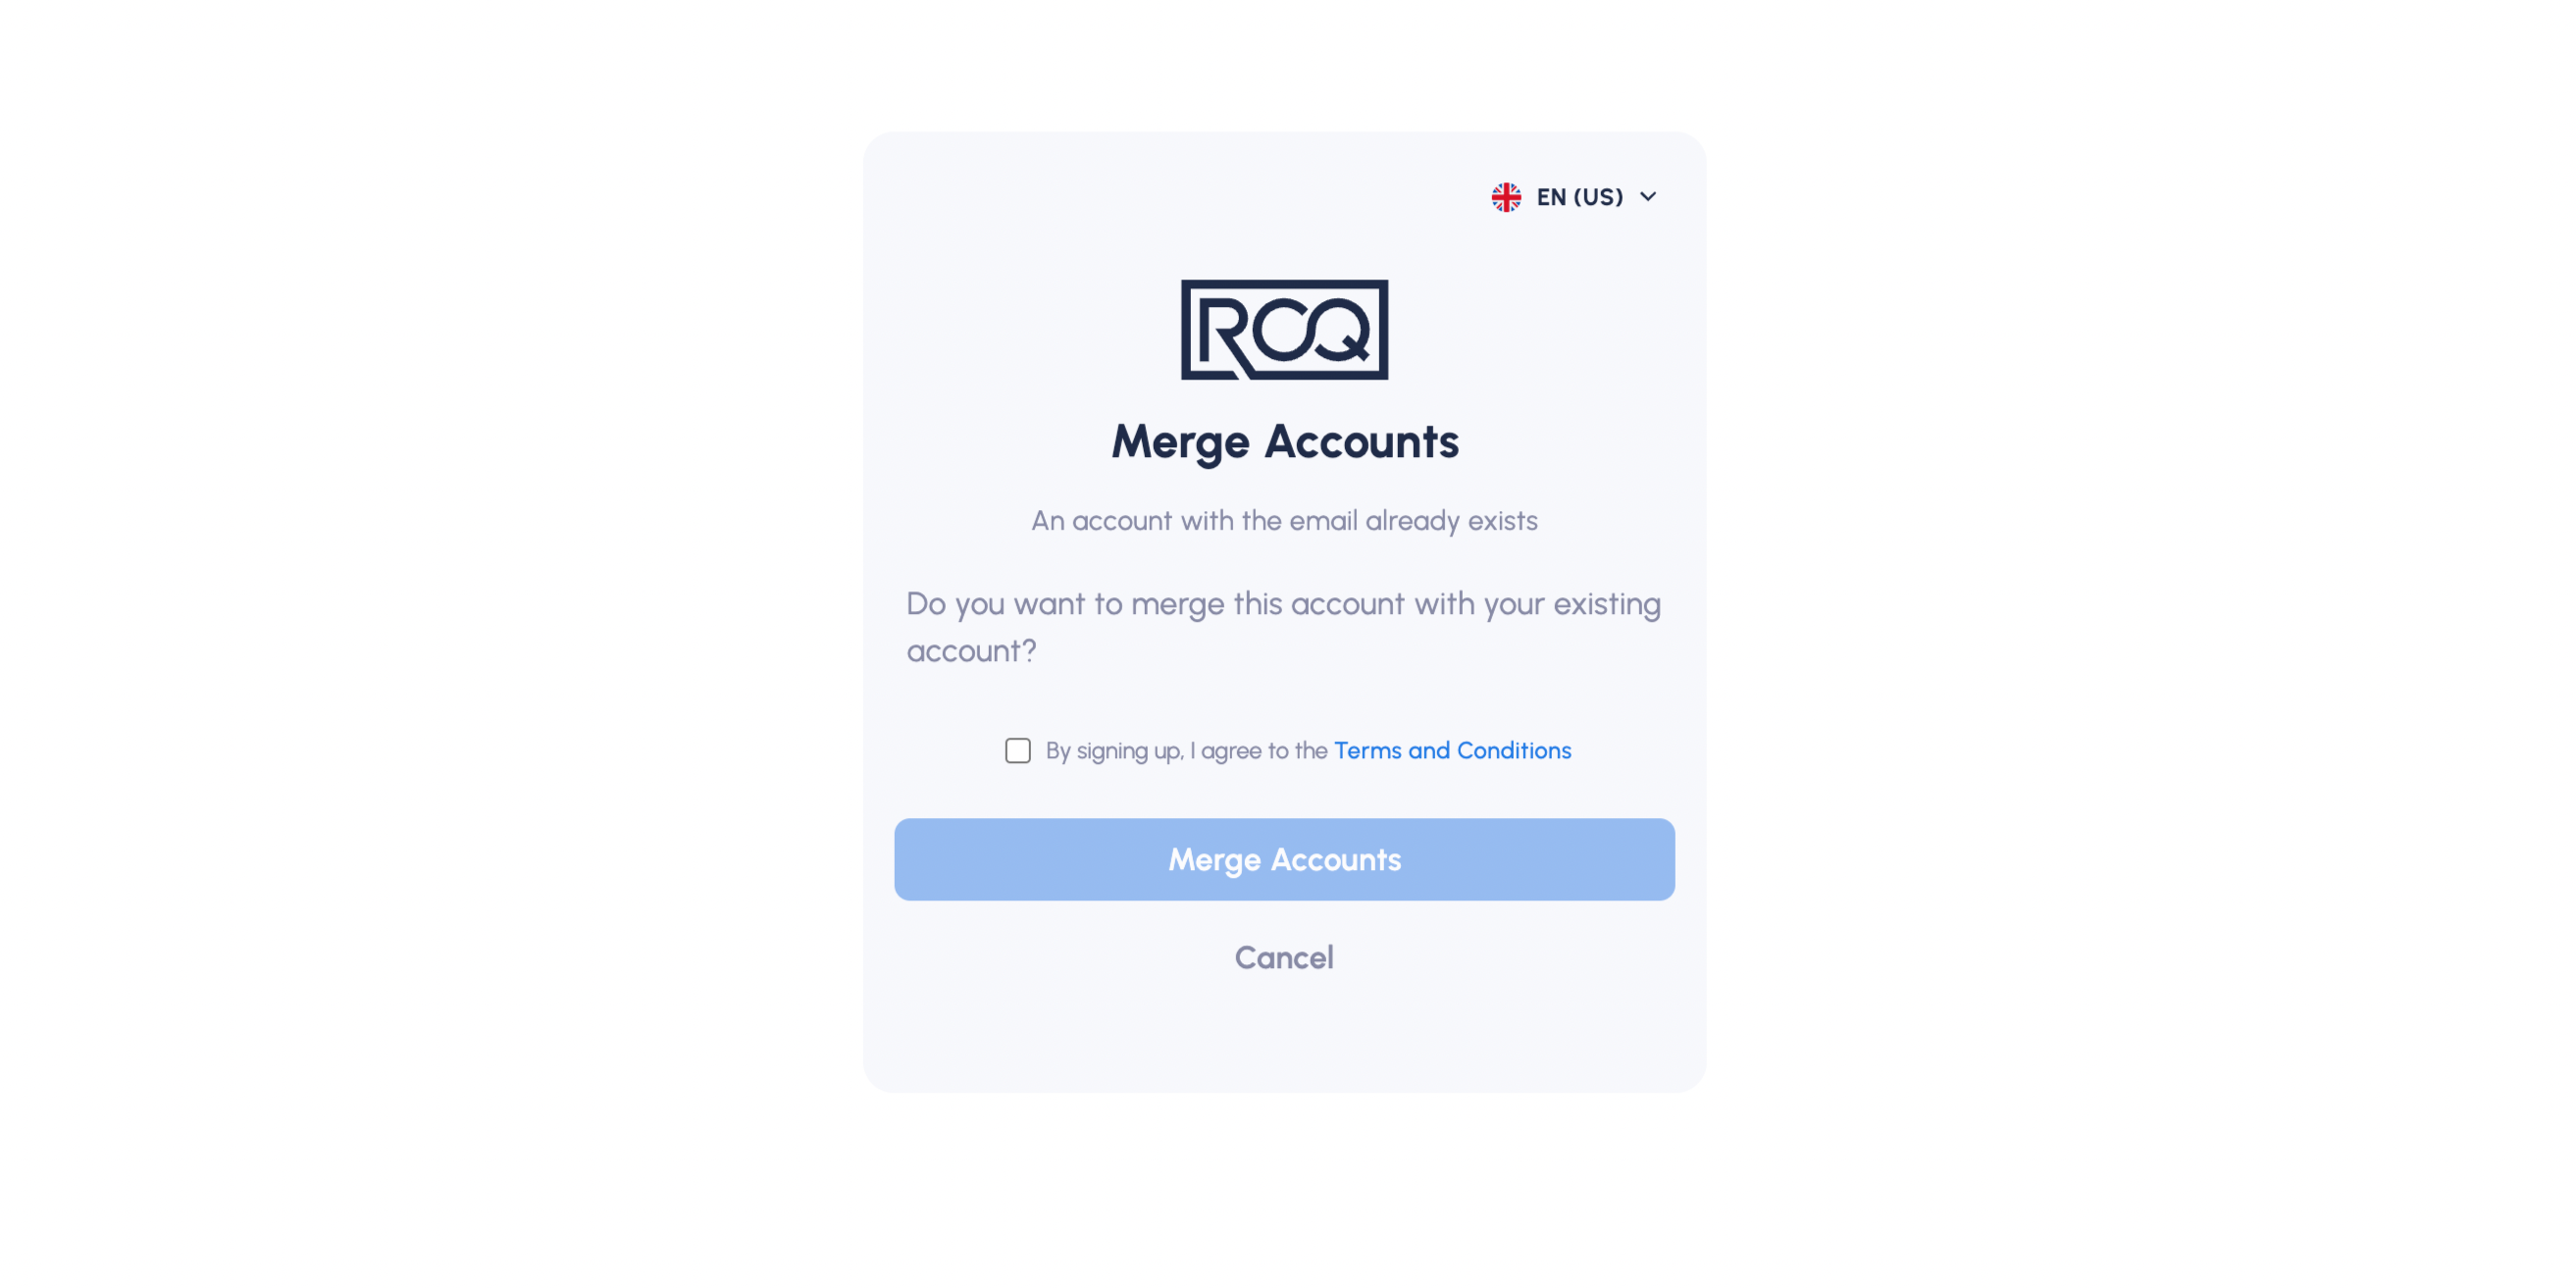 EN (US)
ROQ
Merge Accounts
An account with the email already exists
Do you want to merge this account with your existing
account?
By signing up, I agree to the Terms and Conditions
Merge Accounts
Cancel